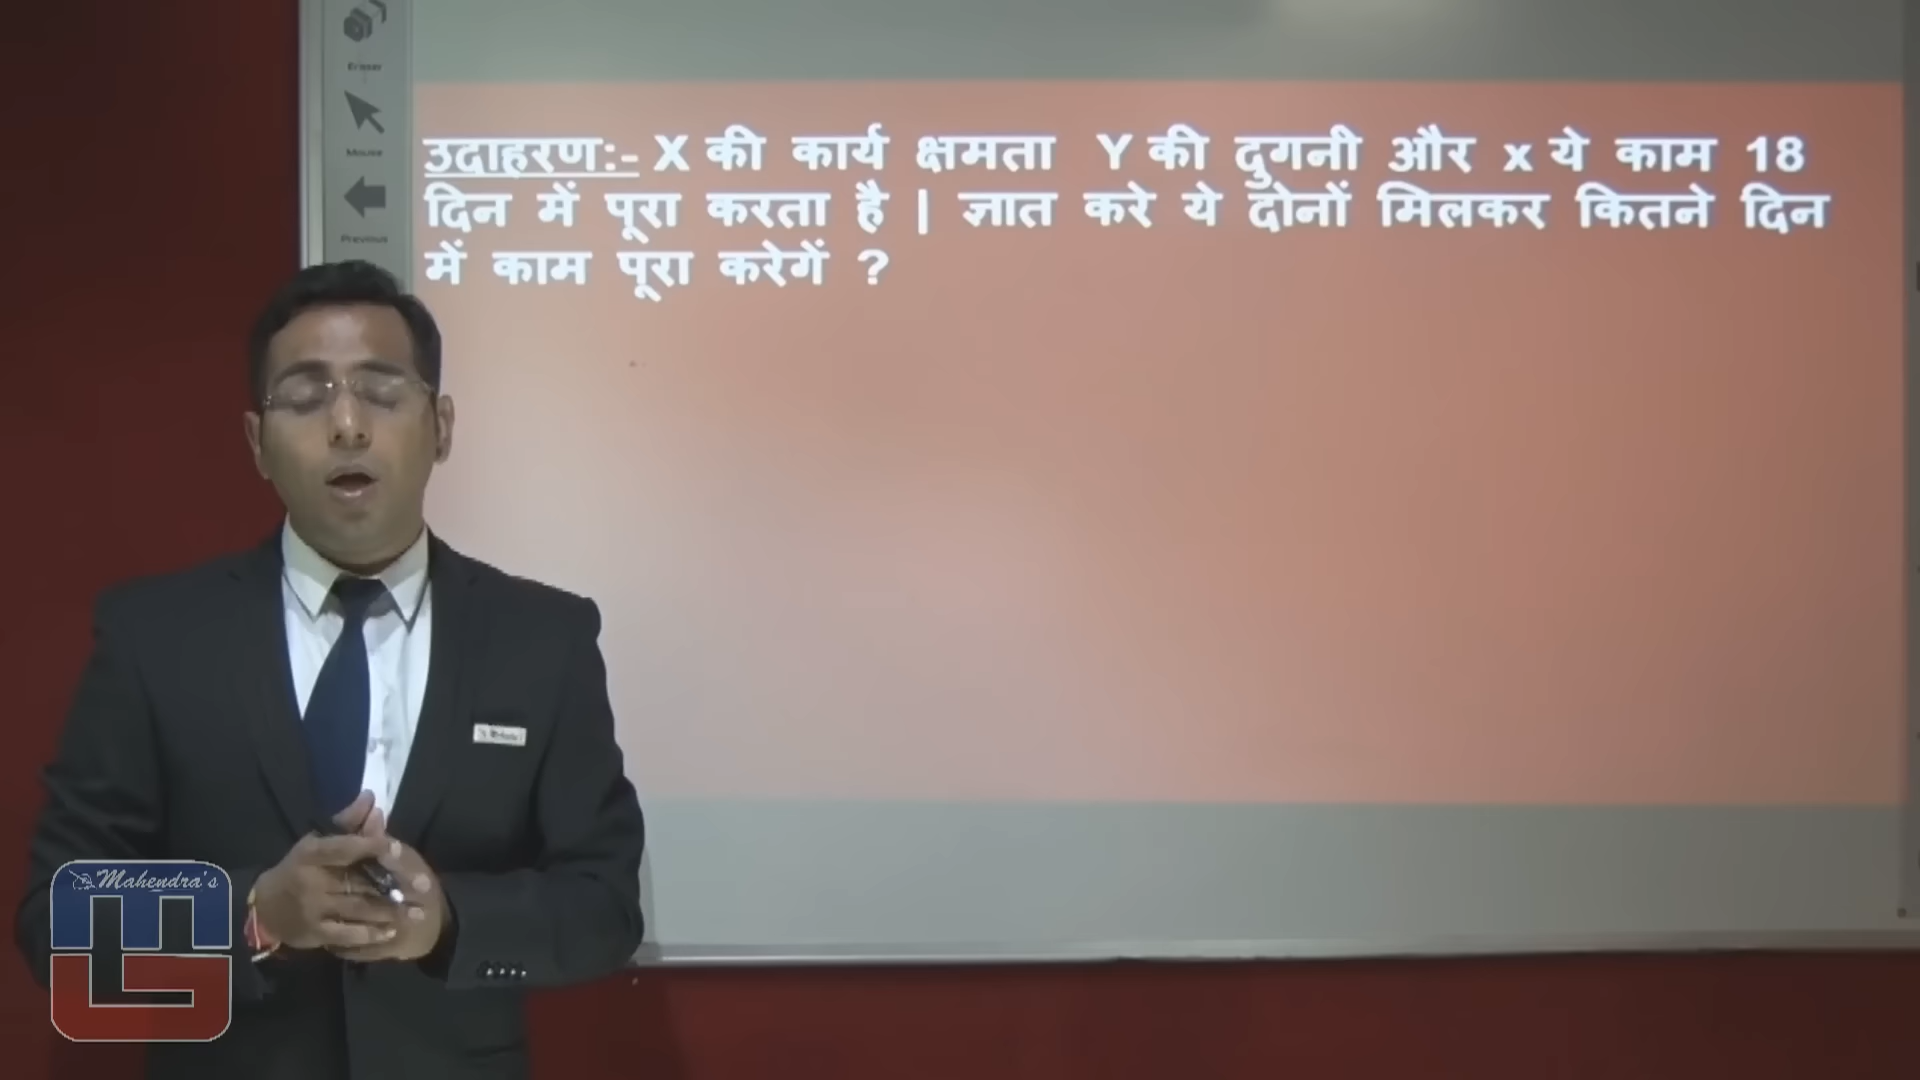 Eraser
Mouse
Previous
उदाहरण:- X की कार्य क्षमता Y की दुगनी और x ये काम 18
दिन में पूरा करता है | ज्ञात करे ये दोनों मिलकर कितने दिन
में काम पूरा करेगें ?
Mahendra's